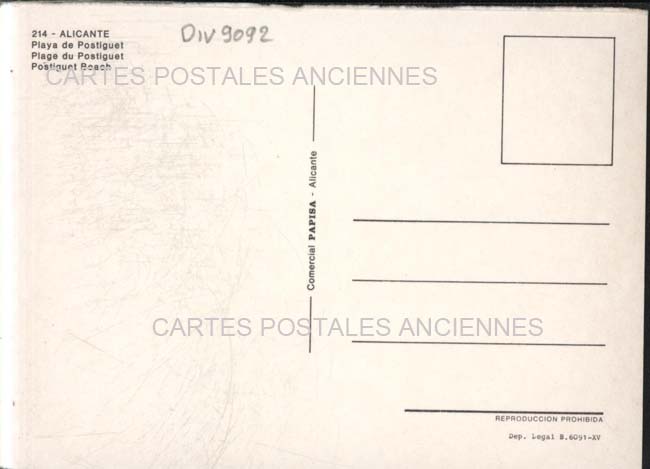 214 - ALICANTE
Playa de Postiguet
Plage du Postiguet
Postiguet Beach
Div 9092
CARTES POSTALES ANCIENNES
Comercial PAPISA - Alicante
CARTES POSTALES ANCIENNES
REPRODUCCION PROHIBIDA
Dep. Legal B.6091-XV